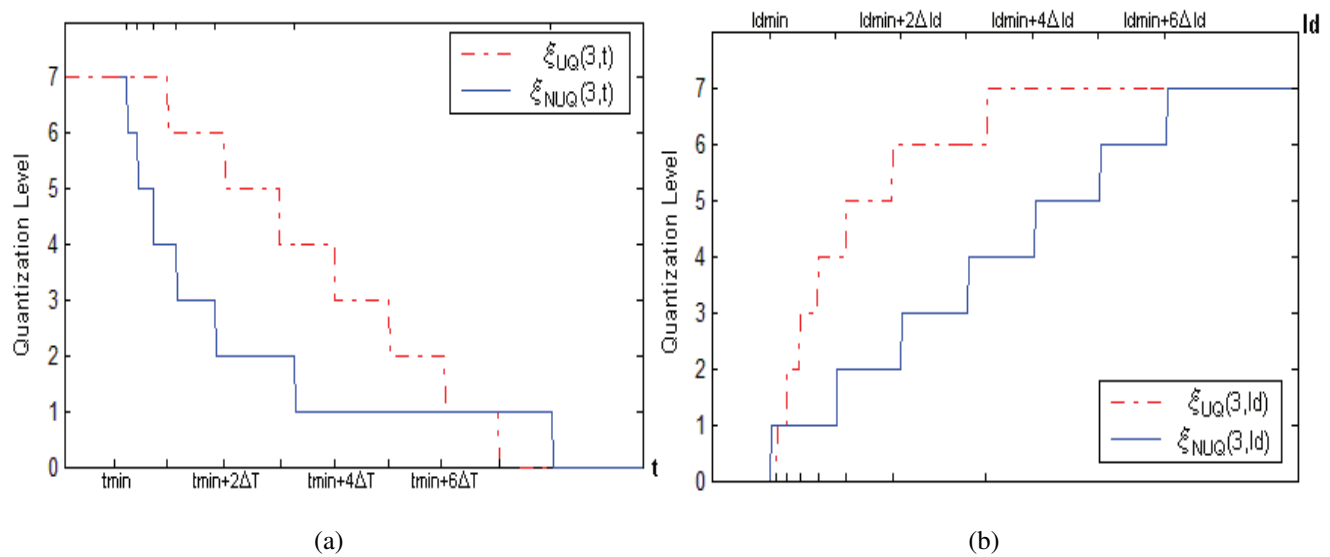 ξUQ(3,t)
ξNUQ(3,t)
7
6
5
4
3
2
1
0
Quantization Level
tmin
tmin+2ΔT
tmin+4ΔT
tmin+6ΔT
t
(a)
Idmin
Idmin+2ΔId
Idmin+4ΔId
Idmin+6ΔId
Id
7
6
5
4
3
2
1
0
Quantization Level
ξUQ(3,Id)
ξNUQ(3,Id)
(b)